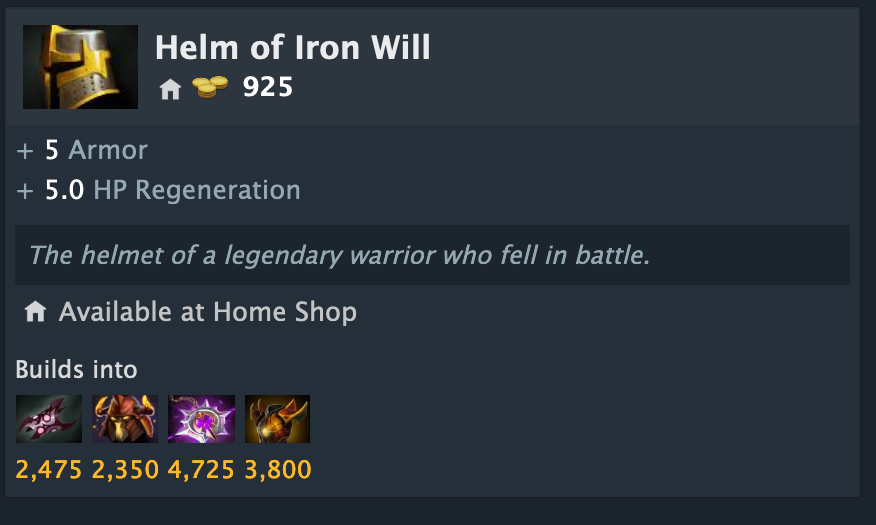 Helm of Iron Will
925
+ 5 Armor
+ 5.0 HP Regeneration
The helmet of a legendary warrior who fell in battle.
Available at Home Shop
Builds into
2,475 2,350 4,725 3,800